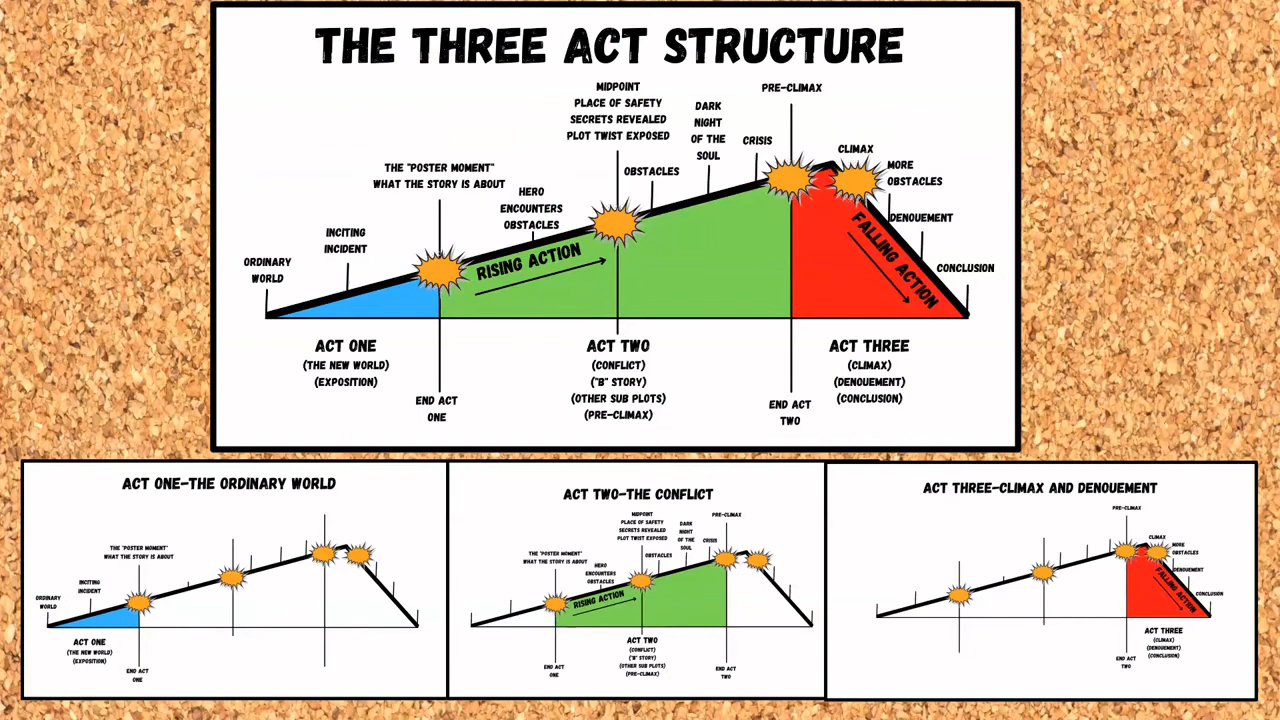 THE THREE ACT STRUCTURE
MIDPOINT
PLACE OF SAFETY
SECRETS REVEALED
PLOT TWIST EXPOSED
DARK
NIGHT
OF THE
SOUL
PRE-CLIMAX
CRISIS
CLIMAX
THE "POSTER MOMENT"
WHAT THE STORY IS ABOUT
OBSTACLES
MORE
OBSTACLES
HERO
ENCOUNTERS
OBSTACLES
DENOUEMENT
INCITING
INCIDENT
ORDINARY
WORLD
RISING ACTION
FALLING ACTION
CONCLUSION
ACT ONE
(THE NEW WORLD)
(EXPOSITION)
END ACT
ONE
ACT TWO
(CONFLICT)
("B" STORY)
(OTHER SUB PLOTS)
(PRE-CLIMAX)
END ACT
TWO
ACT THREE
(CLIMAX)
(DENOUEMENT)
(CONCLUSION)
ACT ONE-THE ORDINARY WORLD
THE "POSTER MOMENT"
WHAT THE STORY IS ABOUT
INCITING
INCIDENT
ORDINARY
WORLD
ACT ONE
(THE NEW WORLD)
(EXPOSITION)
END ACT
ONE
ACT TWO-THE CONFLICT
MIDPOINT
PLACE OF SAFETY
SECRETS REVEALED
PLOT TWIST EXPOSED
DARK
NIGHT
OF THE
SOUL
PRE-CLIMAX
CRISIS
THE "POSTER MOMENT"
WHAT THE STORY IS ABOUT
OBSTACLES
HERO
ENCOUNTERS
OBSTACLES
RISING ACTION
END ACT
ONE
ACT TWO
(CONFLICT)
("B" STORY)
(OTHER SUB PLOTS)
(PRE-CLIMAX)
END ACT
TWO
ACT THREE-CLIMAX AND DENOUEMENT
PRE-CLIMAX
CLIMAX
MORE
OBSTACLES
DENOUEMENT
FALLING ACTION
CONCLUSION
END ACT
TWO
ACT THREE
(CLIMAX)
(DENOUEMENT)
(CONCLUSION)